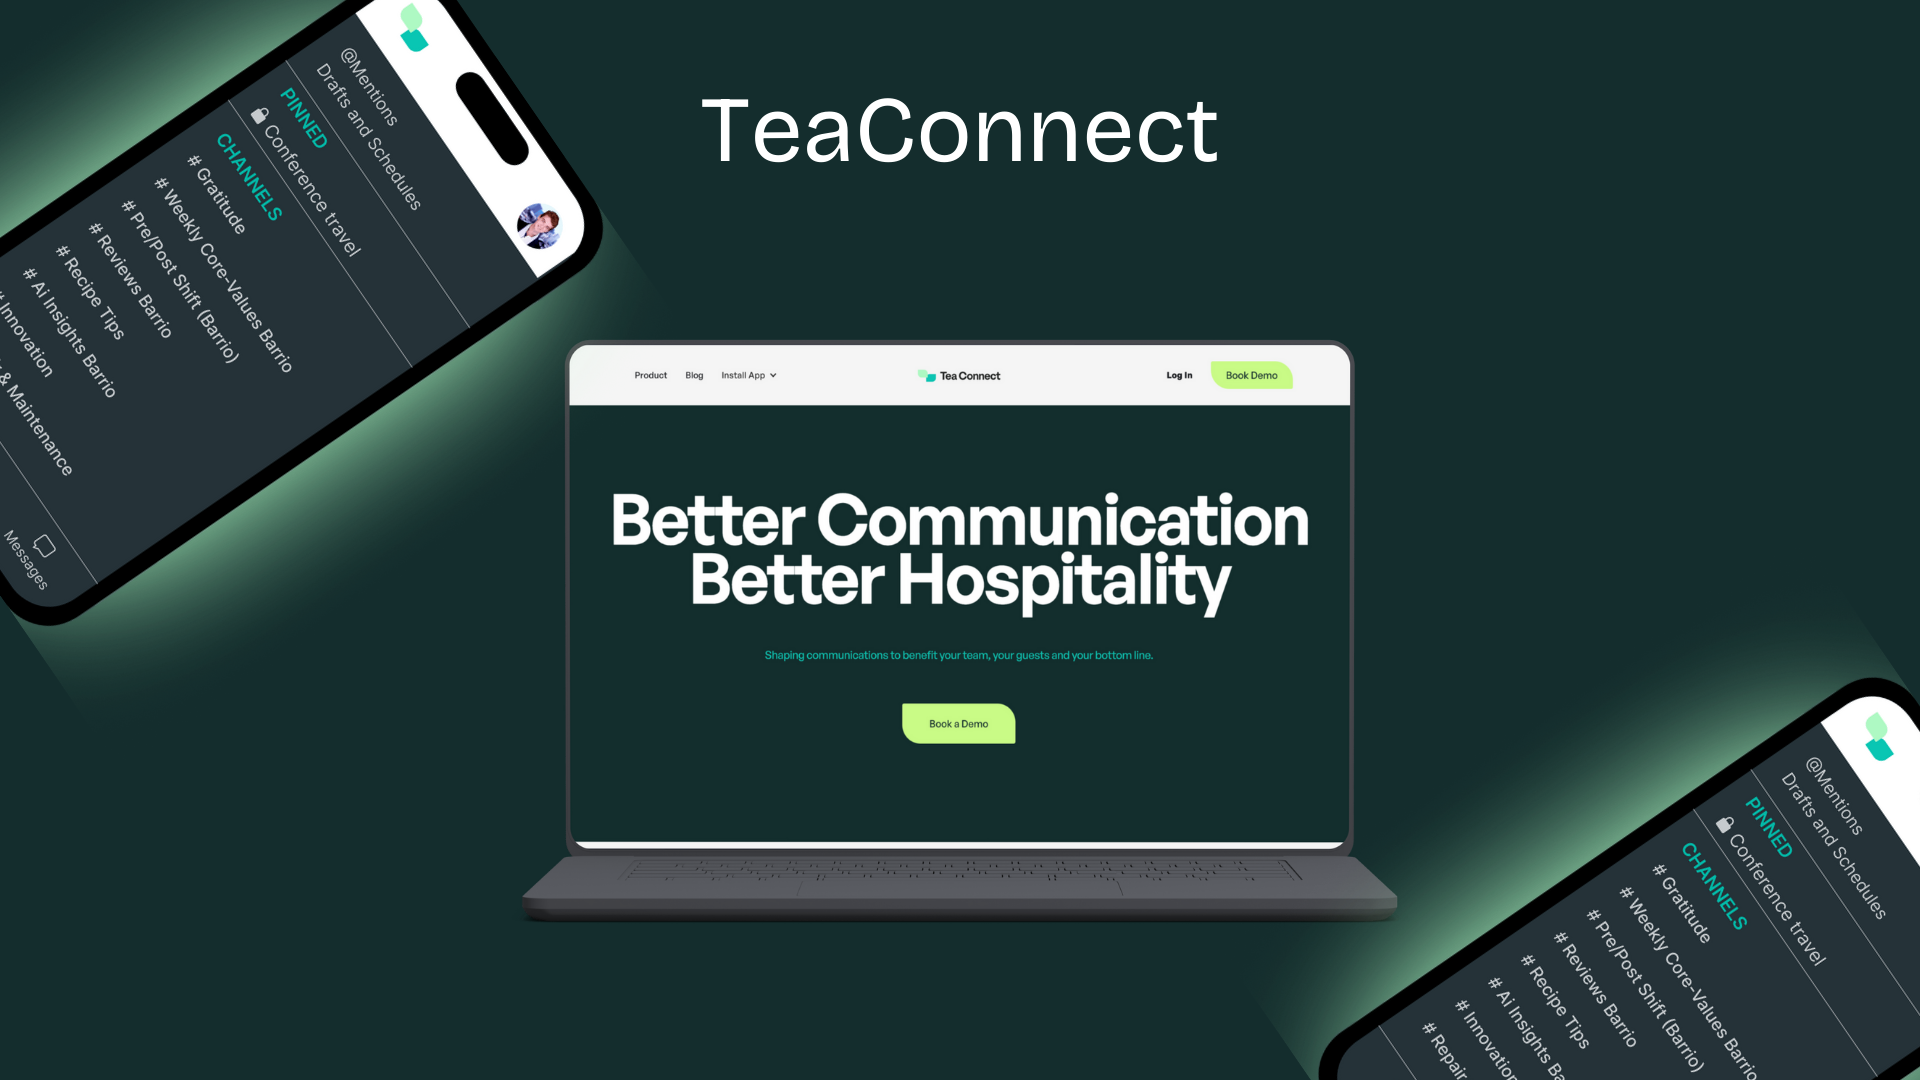 TeaConnect
@Mentions
Drafts and Schedules
PINNED
Conference travel
CHANNELS
# Gratitude
# Weekly Core-Values Barrio
# Pre/Post Shift (Barrio)
# Reviews Barrio
# Recipe Tips
# Ai Insights Barrio
# Innovation
& Maintenance
Messages
Product
Blog
Install App
Tea Connect
Log In
Book Demo
Better Communication
Better Hospitality
Shaping communications to benefit your team, your guests and your bottom line.
Book a Demo
@Mentions
Drafts and Schedules
PINNED
Conference travel
CHANNELS
# Gratitude
# Weekly Core-Values Barrio
# Pre/Post Shift (Barrio)
# Reviews Barrio
# Recipe Tips
# Ai Insights Ba
# Innovation
# Repair